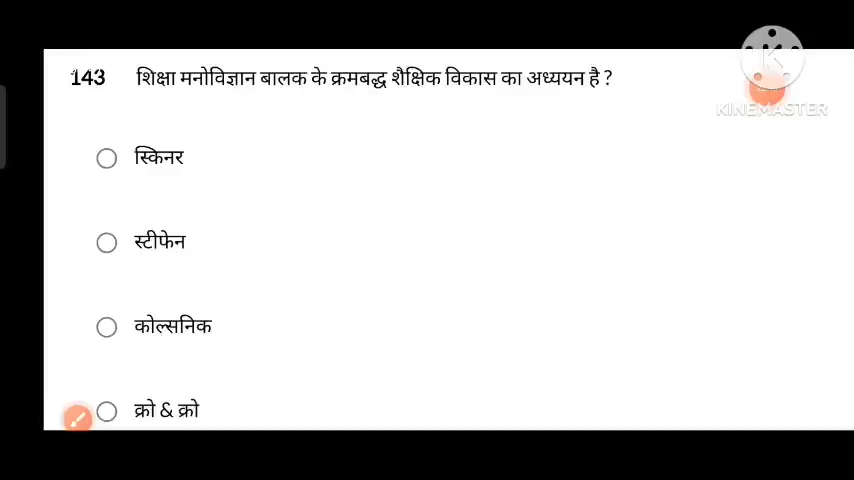 143 शिक्षा मनोविज्ञान बालक के क्रमबद्ध शैक्षिक विकास का अध्ययन है ?
KINEMASTER
स्किनर
स्टीफेन
कोल्सनिक
क्रो & क्रो